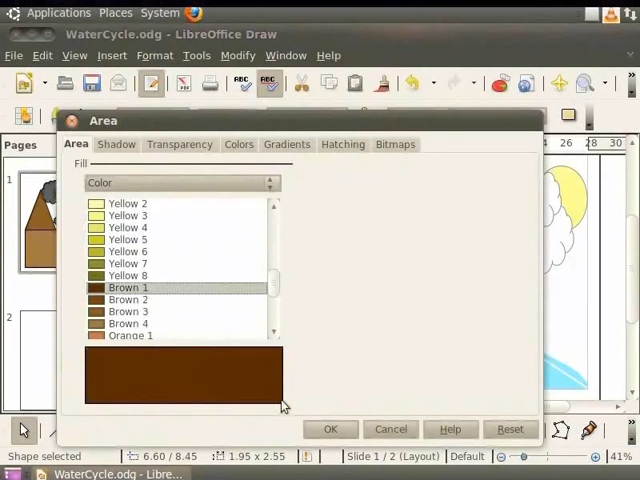 Applications Places System
WaterCycle.odg - LibreOffice Draw
File Edit View Insert Format Tools Modify Window Help
ABC ABC
Area
Pages
Area Shadow Transparency Colors Gradients Hatching Bitmaps
26 28 30
Fill
1
Color
Yellow 2
Yellow 3
Yellow 4
Yellow 5
Yellow 6
Yellow 7
Yellow 8
Brown 1
Brown 2
2
Brown 3
Brown 4
Orange 1
OK Cancel Help Reset
Shape selected 6.60 / 8.45 1.95 x 2.55 Slide 1 / 2 (Layout) Default 41%
WaterCycle.odg - Libre...